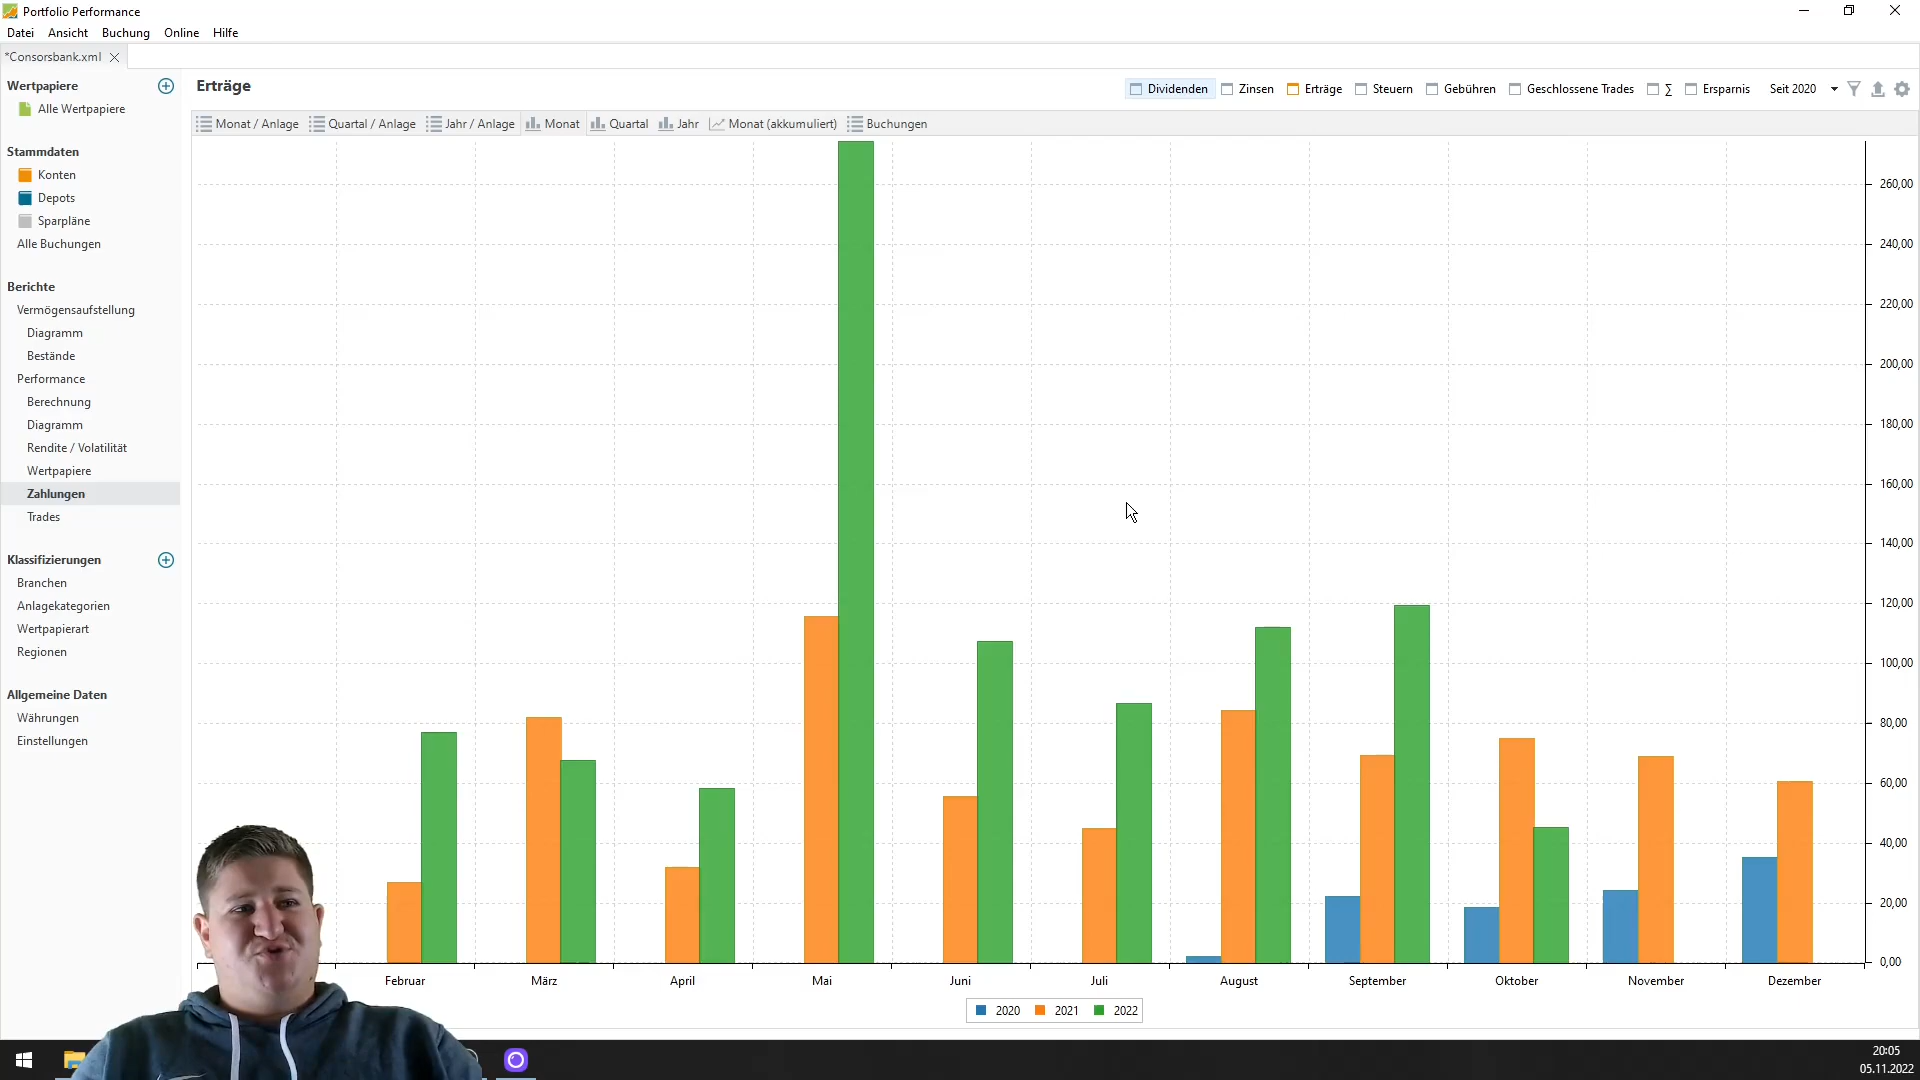 Portfolio Performance
Datei Ansicht Buchung Online Hilfe
*Consorsbank.xml
Wertpapiere
Alle Wertpapiere
Stammdaten
Konten
Depots
Sparpläne
Alle Buchungen
Berichte
Vermögensaufstellung
Diagramm
Bestände
Performance
Berechnung
Diagramm
Rendite / Volatilität
Wertpapiere
Zahlungen
Trades
Klassifizierungen
Branchen
Anlagekategorien
Wertpapierart
Regionen
Allgemeine Daten
Währungen
Einstellungen
Erträge
Dividenden Zinsen Erträge Steuern Gebühren Geschlossene Trades ∑ Ersparnis Seit 2020
Monat / Anlage Quartal / Anlage Jahr / Anlage Monat Quartal Jahr Monat (akkumuliert) Buchungen
260,00
240,00
220,00
200,00
180,00
160,00
140,00
120,00
100,00
80,00
60,00
40,00
20,00
0,00
Februar März April Mai Juni Juli August September Oktober November Dezember
2020 2021 2022
20:05
05.11.2022